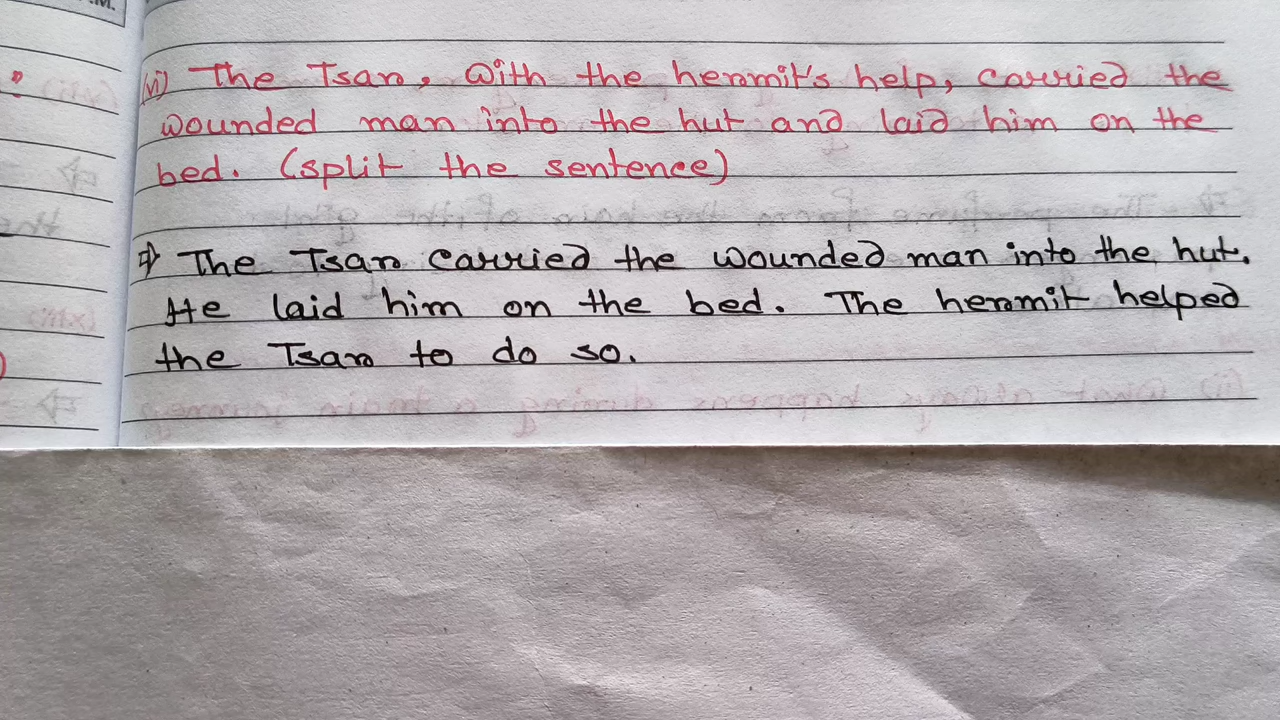 (vi) The Tsar, With the hermit's help, carried the
wounded man into the hut and laid him on the
bed. (split the sentence)
⇒ The Tsar carried the wounded man into the hut.
He laid him on the bed. The hermit helped
the Tsar to do so.